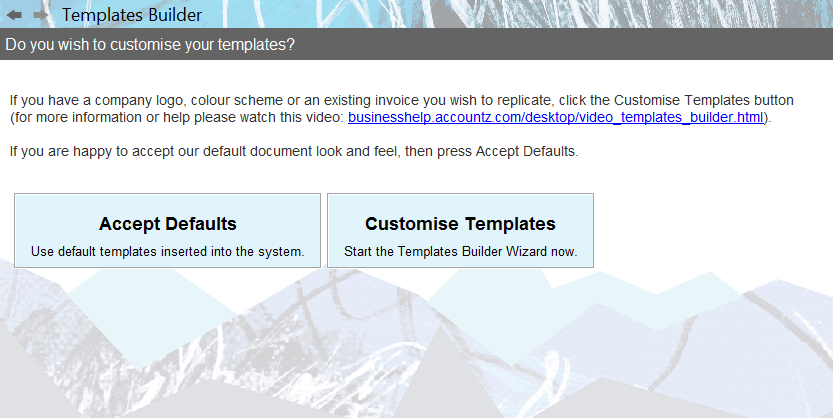 Templates Builder
Do you wish to customise your templates?
If you have a company logo, colour scheme or an existing invoice you wish to replicate, click the Customise Templates button
(for more information or help please watch this video: businesshelp.accountz.com/desktop/video_templates_builder.html).
If you are happy to accept our default document look and feel, then press Accept Defaults.
Accept Defaults
Use default templates inserted into the system.
Customise Templates
Start the Templates Builder Wizard now.